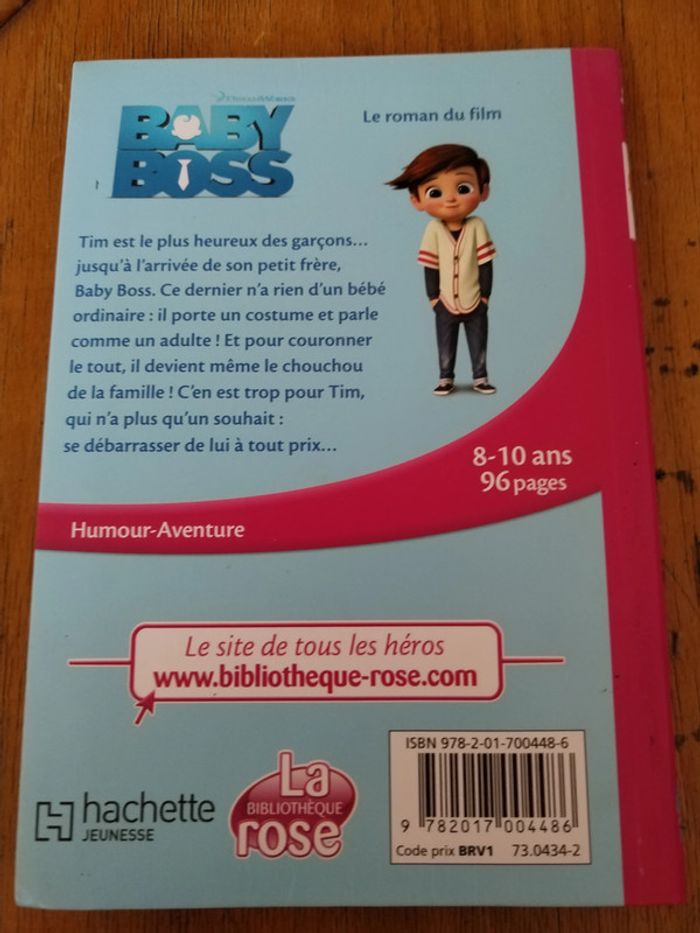 DREAMWORKS
BABY
BOSS
Le roman du film
Tim est le plus heureux des garçons...
jusqu'à l'arrivée de son petit frère,
Baby Boss. Ce dernier n'a rien d'un bébé
ordinaire : il porte un costume et parle
comme un adulte ! Et pour couronner
le tout, il devient même le chouchou
de la famille ! C'en est trop pour Tim,
qui n'a plus qu'un souhait :
se débarrasser de lui à tout prix...
8-10 ans
96 pages
Humour-Aventure
Le site de tous les héros
www.bibliotheque-rose.com
hachette
JEUNESSE
La
BIBLIOTHÈQUE
rose
ISBN 978-2-01-700448-6
9 782017 004486
Code prix BRV1 73.0434-2